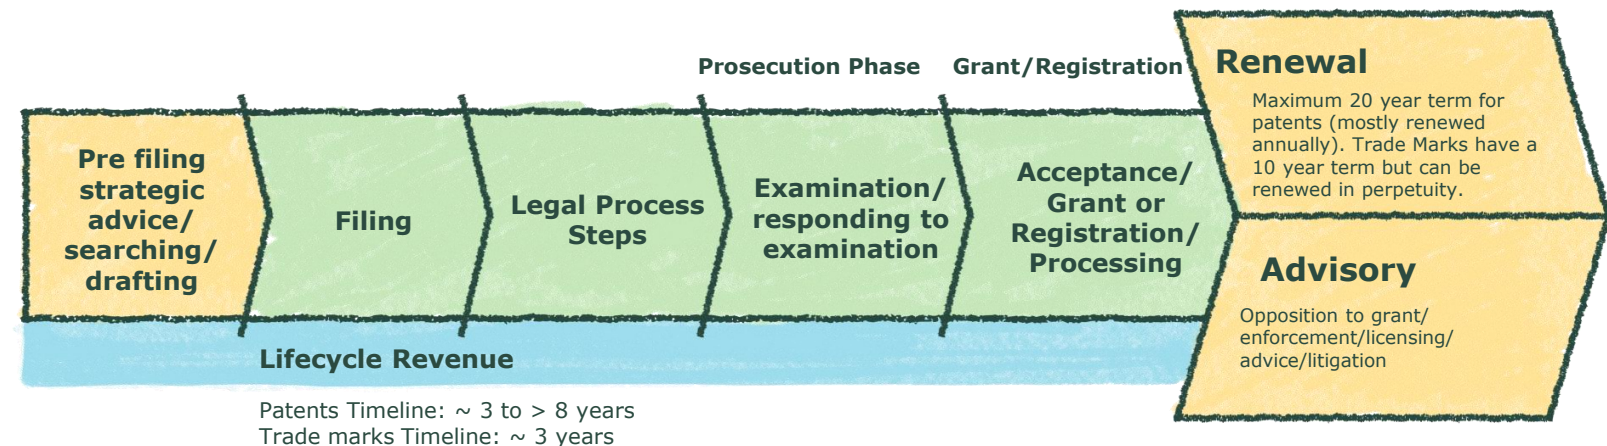 Prosecution Phase
Grant/Registration
Pre filing
strategic
advice/
searching/
drafting
Filing
Legal Process
Steps
Examination/
responding to
examination
Acceptance/
Grant or
Registration/
Processing
Renewal
Maximum 20 year term for
patents (mostly renewed
annually). Trade Marks have a
10 year term but can be
renewed in perpetuity.
Advisory
Opposition to grant/
enforcement/licensing/
advice/litigation
Lifecycle Revenue
Patents Timeline: ~ 3 to > 8 years
Trade marks Timeline: ~ 3 years